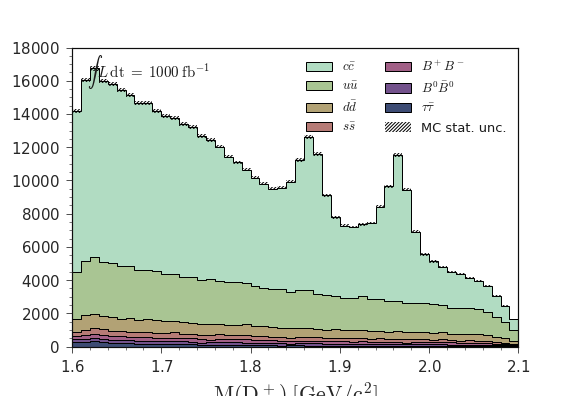 18000
16000
14000
12000
10000
8000
6000
4000
2000
0
∫ L dt = 1000 fb⁻¹
cc̄
uū
dd̄
ss̄
B⁺B⁻
B⁰B̄⁰
ττ̄
MC stat. unc.
1.6 1.7 1.8 1.9 2.0 2.1
M(D⁺) [GeV/c²]